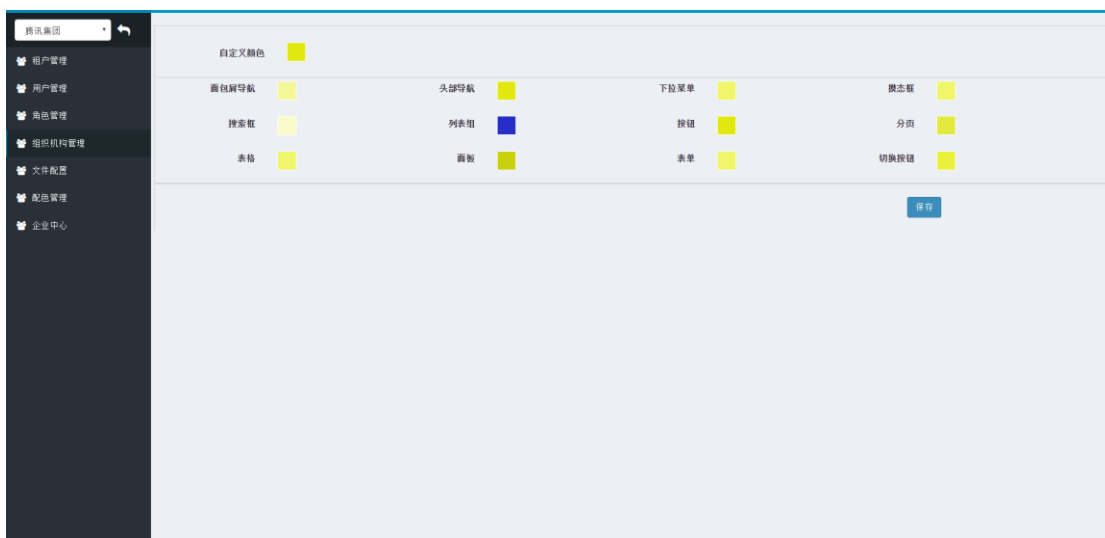 腾讯集团
租户管理
用户管理
角色管理
组织机构管理
文件配置
配色管理
企业中心
自定义颜色
面包屑导航 头部导航 下拉菜单 模态框
搜索框 列表组 按钮 分页
表格 面板 表单 切换按钮
保存